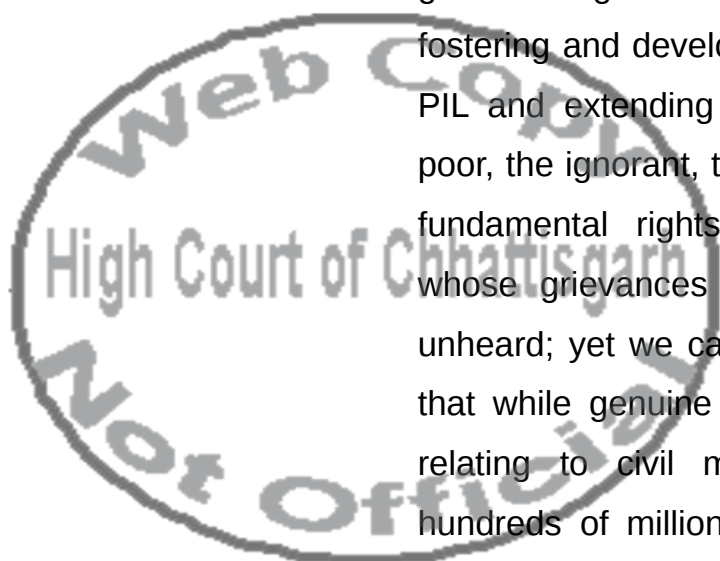 Web Copy
fostering and develo
PIL and extending
poor, the ignorant, t
fundamental rights
High Court of Chhattisgarh
whose grievances
unheard; yet we ca
that while genuine
relating to civil m
hundreds of million
Not Official